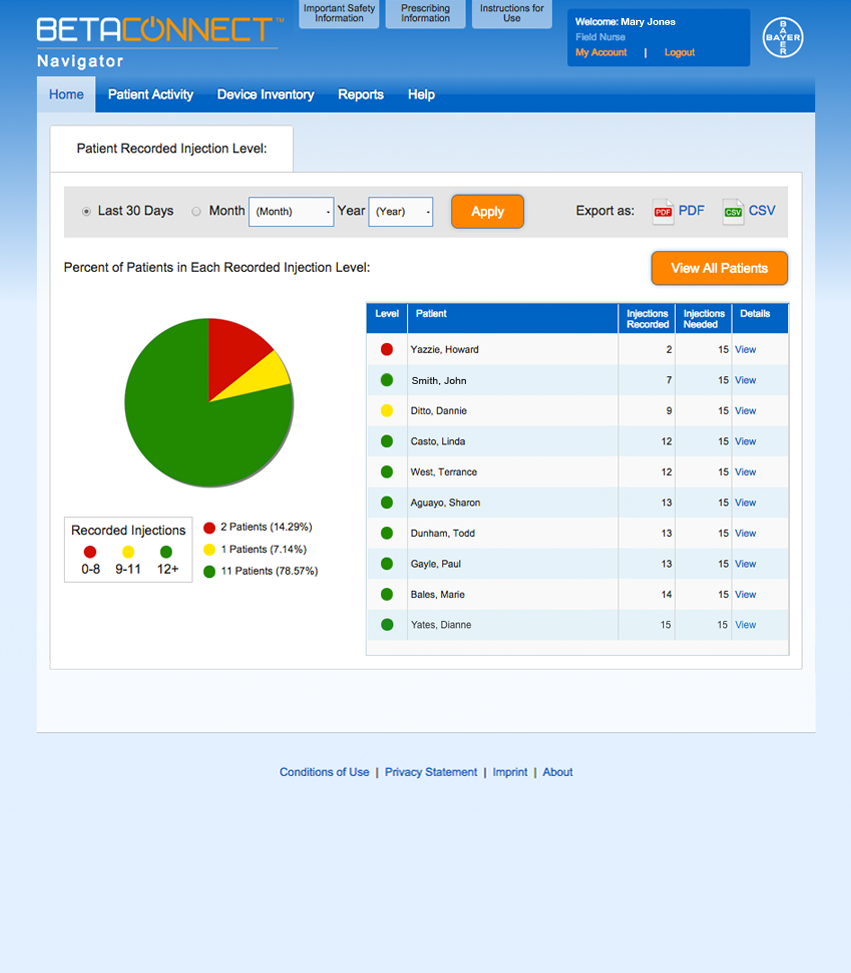 Important Safety
Information
Prescribing
Information
Instructions for
Use
BETACONNECT™
Navigator
Welcome: Mary Jones
Field Nurse
My Account | Logout
BAYER
BAYER
Home Patient Activity Device Inventory Reports Help
Patient Recorded Injection Level:
Last 30 Days Month (Month) Year (Year) Apply Export as: PDF PDF CSV CSV
Percent of Patients in Each Recorded Injection Level: View All Patients
Level Patient Injections Recorded Injections Needed Details
Yazzie, Howard 2 15 View
Smith, John 7 15 View
Ditto, Dannie 9 15 View
Casto, Linda 12 15 View
West, Terrance 12 15 View
Aguayo, Sharon 13 15 View
Dunham, Todd 13 15 View
Gayle, Paul 13 15 View
Bales, Marie 14 15 View
Yates, Dianne 15 15 View
Recorded Injections
0-8 9-11 12+
2 Patients (14.29%)
1 Patients (7.14%)
11 Patients (78.57%)
Conditions of Use | Privacy Statement | Imprint | About